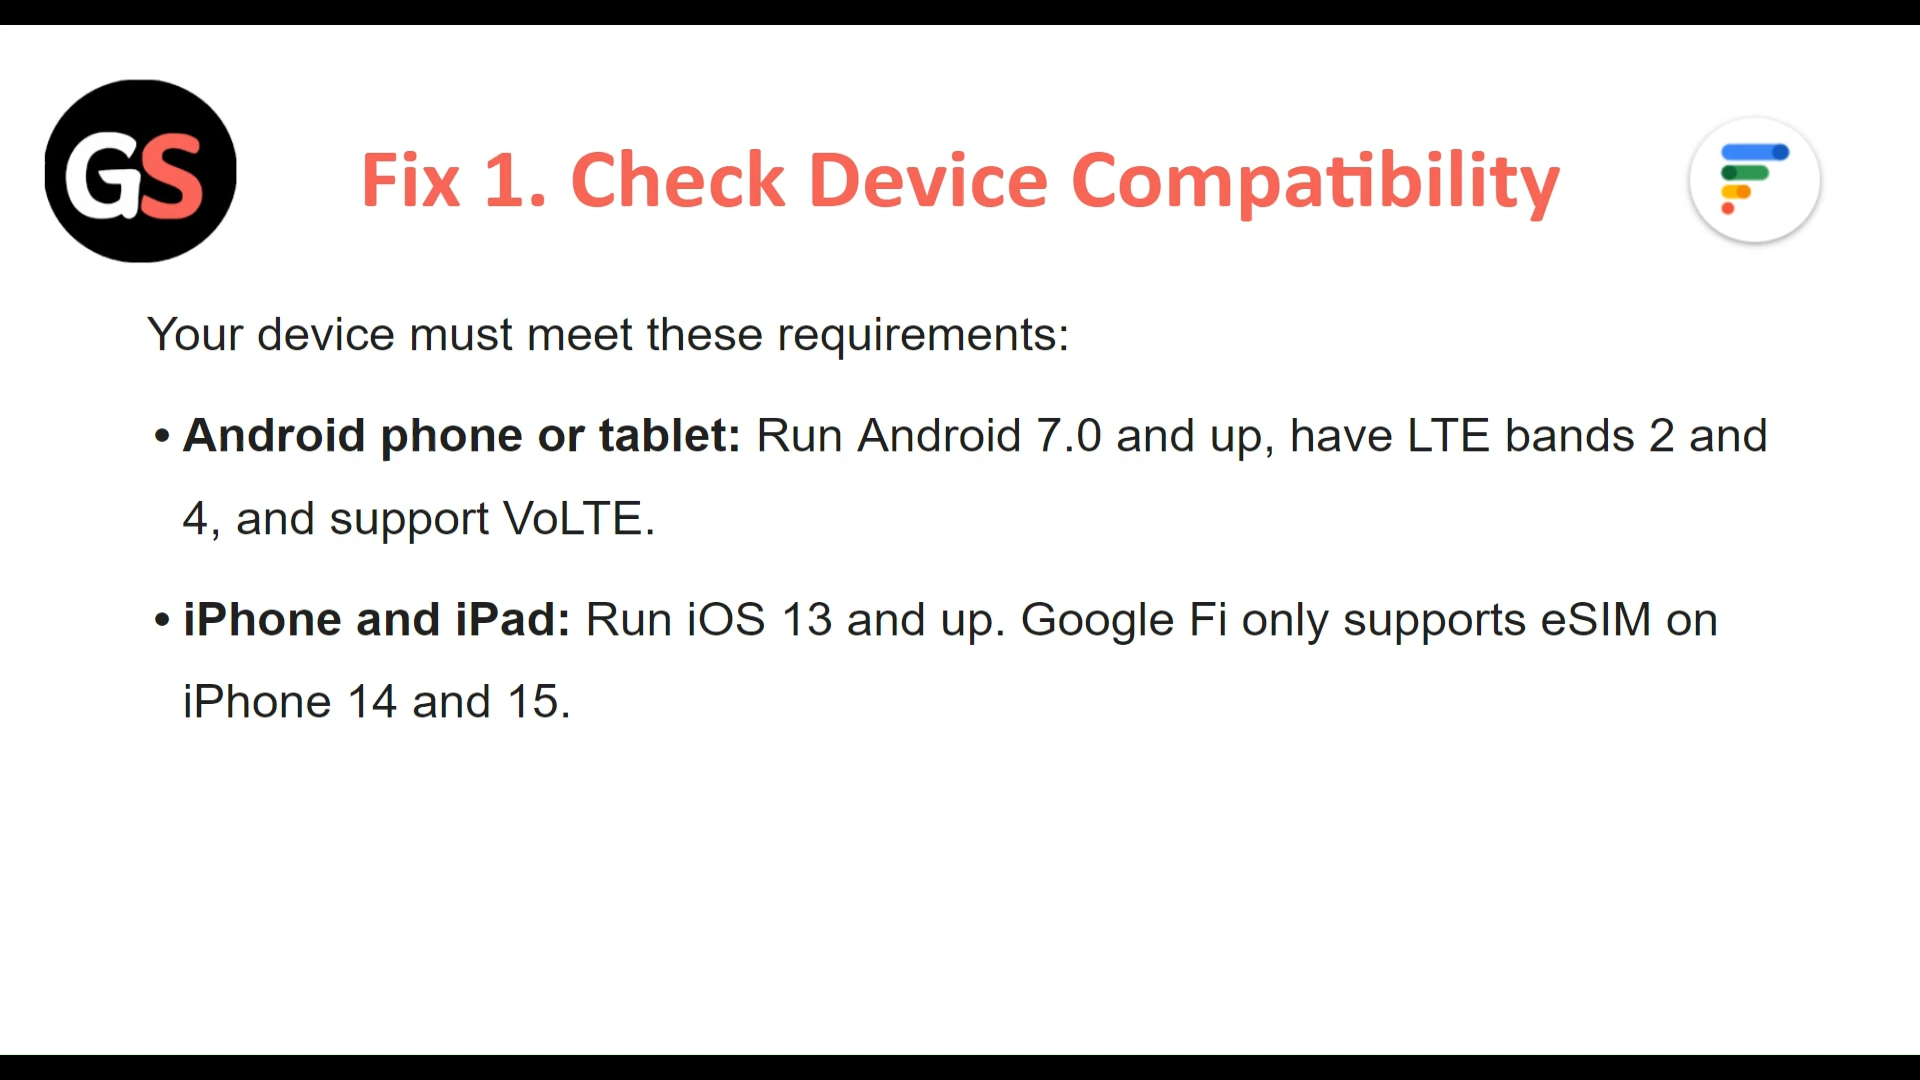 GS
Fix 1. Check Device Compatibility
Your device must meet these requirements:
• Android phone or tablet: Run Android 7.0 and up, have LTE bands 2 and
4, and support VoLTE.
• iPhone and iPad: Run iOS 13 and up. Google Fi only supports eSIM on
iPhone 14 and 15.